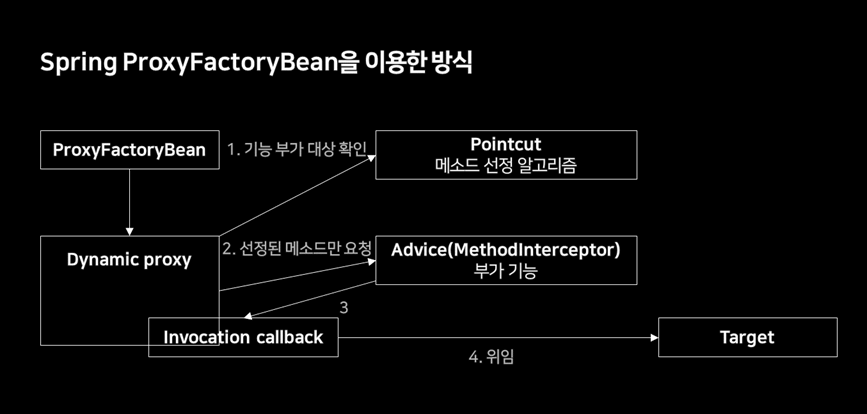 Spring ProxyFactoryBean을 이용한 방식
ProxyFactoryBean
1. 기능 부가 대상 확인
Pointcut
메소드 선정 알고리즘
Dynamic proxy
2. 선정된 메소드만 요청
Advice(MethodInterceptor)
부가 기능
3
Invocation callback
4. 위임
Target